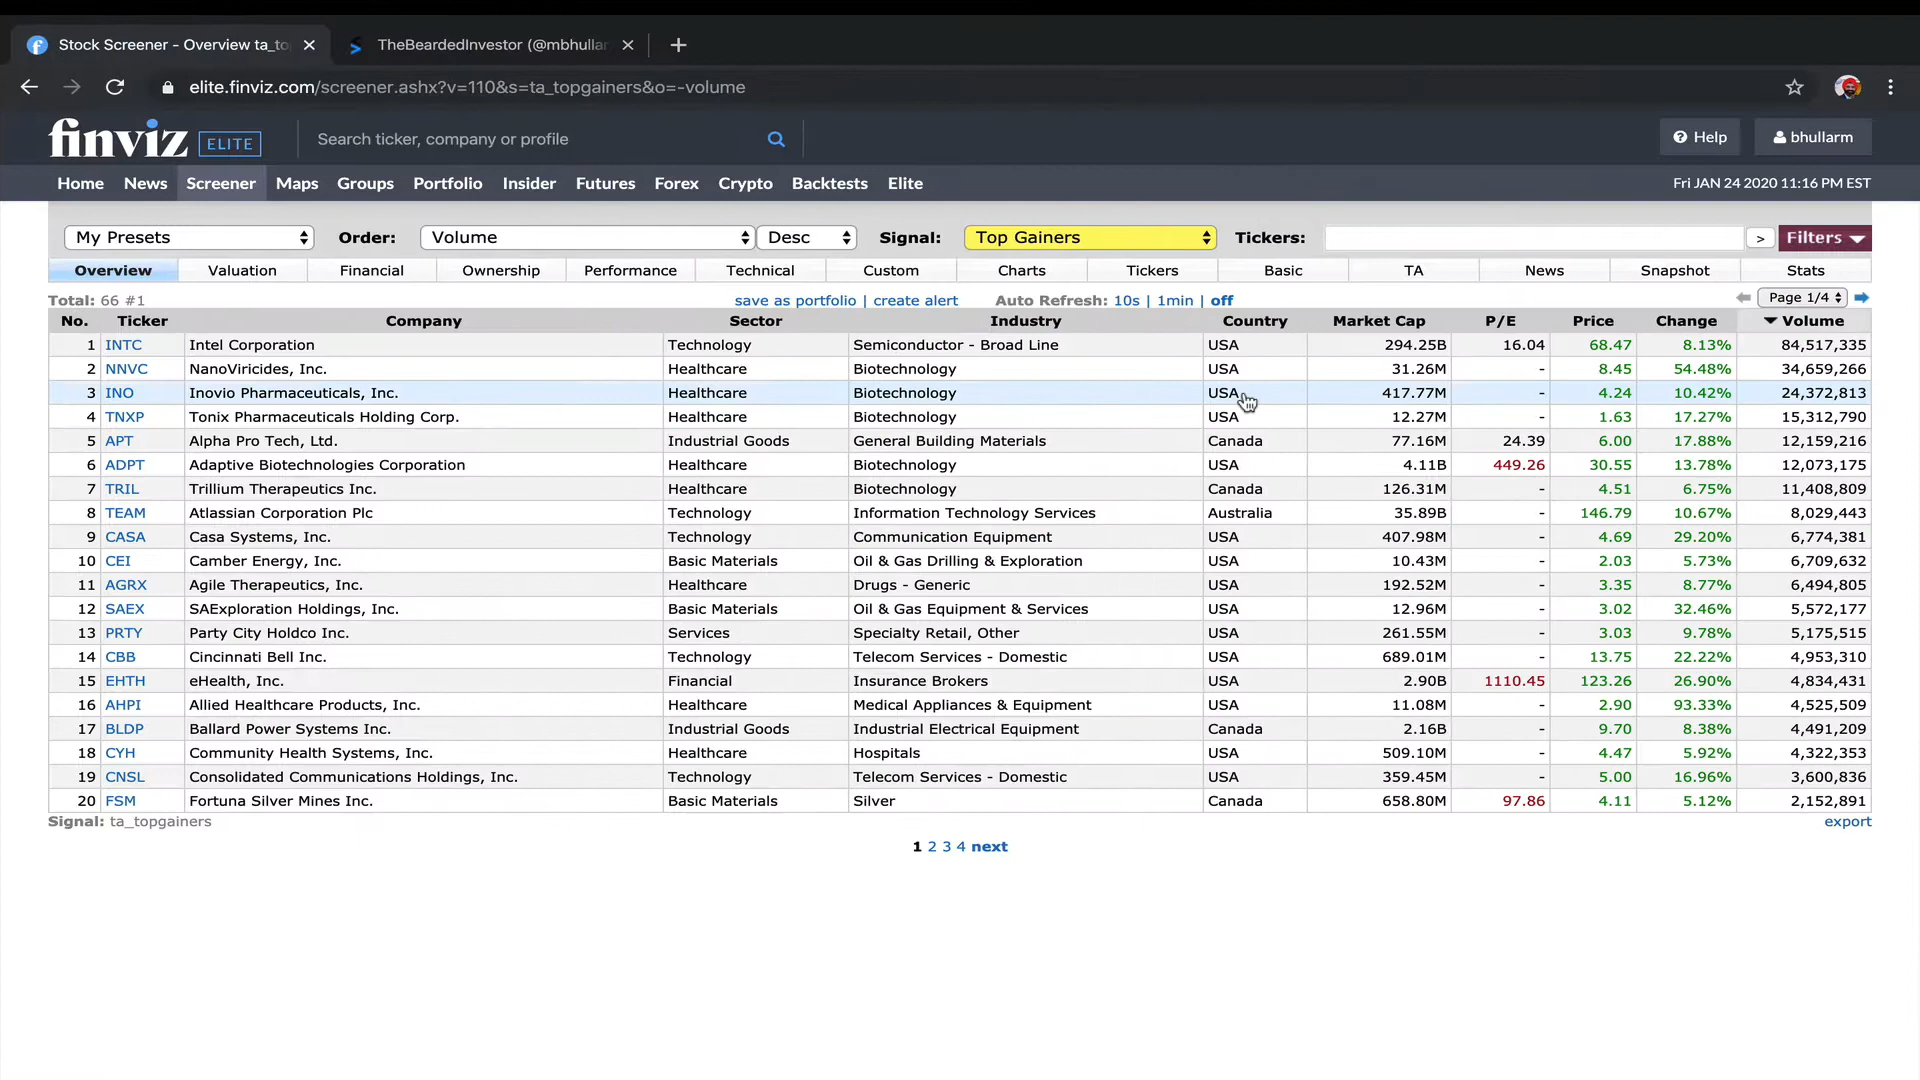 Stock Screener - Overview ta_to
TheBeardedInvestor (@mbhullar
elite.finviz.com/screener.ashx?v=110&s=ta_topgainers&o=-volume
finviz ELITE Search ticker, company or profile Help bhullarm
Home News Screener Maps Groups Portfolio Insider Futures Forex Crypto Backtests Elite Fri JAN 24 2020 11:16 PM EST
My Presets Order: Volume Desc Signal: Top Gainers Tickers: > Filters
Overview Valuation Financial Ownership Performance Technical Custom Charts Tickers Basic TA News Snapshot Stats
Total: 66 #1 save as portfolio | create alert Auto Refresh: 10s | 1min | off Page 1/4
No. Ticker Company Sector Industry Country Market Cap P/E Price Change Volume
1 INTC Intel Corporation Technology Semiconductor - Broad Line USA 294.25B 16.04 68.47 8.13% 84,517,335
2 NNVC NanoViricides, Inc. Healthcare Biotechnology USA 31.26M - 8.45 54.48% 34,659,266
3 INO Inovio Pharmaceuticals, Inc. Healthcare Biotechnology USA 417.77M - 4.24 10.42% 24,372,813
4 TNXP Tonix Pharmaceuticals Holding Corp. Healthcare Biotechnology USA 12.27M - 1.63 17.27% 15,312,790
5 APT Alpha Pro Tech, Ltd. Industrial Goods General Building Materials Canada 77.16M 24.39 6.00 17.88% 12,159,216
6 ADPT Adaptive Biotechnologies Corporation Healthcare Biotechnology USA 4.11B 449.26 30.55 13.78% 12,073,175
7 TRIL Trillium Therapeutics Inc. Healthcare Biotechnology Canada 126.31M - 4.51 6.75% 11,408,809
8 TEAM Atlassian Corporation Plc Technology Information Technology Services Australia 35.89B - 146.79 10.67% 8,029,443
9 CASA Casa Systems, Inc. Technology Communication Equipment USA 407.98M - 4.69 29.20% 6,774,381
10 CEI Camber Energy, Inc. Basic Materials Oil & Gas Drilling & Exploration USA 10.43M - 2.03 5.73% 6,709,632
11 AGRX Agile Therapeutics, Inc. Healthcare Drugs - Generic USA 192.52M - 3.35 8.77% 6,494,805
12 SAEX SAExploration Holdings, Inc. Basic Materials Oil & Gas Equipment & Services USA 12.96M - 3.02 32.46% 5,572,177
13 PRTY Party City Holdco Inc. Services Specialty Retail, Other USA 261.55M - 3.03 9.78% 5,175,515
14 CBB Cincinnati Bell Inc. Technology Telecom Services - Domestic USA 689.01M - 13.75 22.22% 4,953,310
15 EHTH eHealth, Inc. Financial Insurance Brokers USA 2.90B 1110.45 123.26 26.90% 4,834,431
16 AHPI Allied Healthcare Products, Inc. Healthcare Medical Appliances & Equipment USA 11.08M - 2.90 93.33% 4,525,509
17 BLDP Ballard Power Systems Inc. Industrial Goods Industrial Electrical Equipment Canada 2.16B - 9.70 8.38% 4,491,209
18 CYH Community Health Systems, Inc. Healthcare Hospitals USA 509.10M - 4.47 5.92% 4,322,353
19 CNSL Consolidated Communications Holdings, Inc. Technology Telecom Services - Domestic USA 359.45M - 5.00 16.96% 3,600,836
20 FSM Fortuna Silver Mines Inc. Basic Materials Silver Canada 658.80M 97.86 4.11 5.12% 2,152,891
Signal: ta_topgainers export
1 2 3 4 next